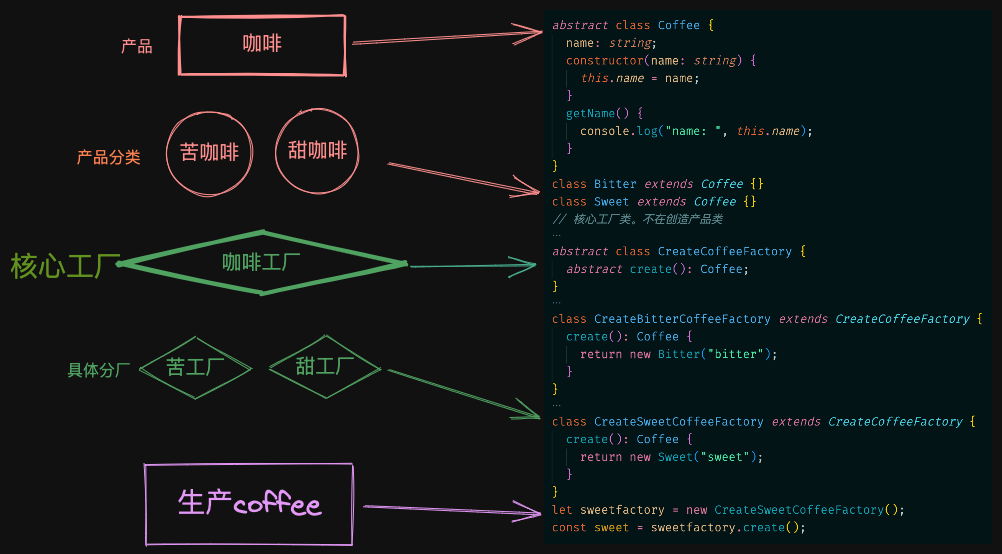 产品
咖啡
产品分类
苦咖啡
甜咖啡
核心工厂
咖啡工厂
具体分厂
苦工厂
甜工厂
生产coffee
abstract class Coffee {
name: string;
constructor(name: string) {
this.name = name;
}
getName() {
console.log("name: ", this.name);
}
}
class Bitter extends Coffee {}
class Sweet extends Coffee {}
// 核心工厂类。不在创造产品类
...
abstract class CreateCoffeeFactory {
abstract create(): Coffee;
}
...
class CreateBitterCoffeeFactory extends CreateCoffeeFactory {
create(): Coffee {
return new Bitter("bitter");
}
}
...
class CreateSweetCoffeeFactory extends CreateCoffeeFactory {
create(): Coffee {
return new Sweet("sweet");
}
}
let sweetfactory = new CreateSweetCoffeeFactory();
const sweet = sweetfactory.create();